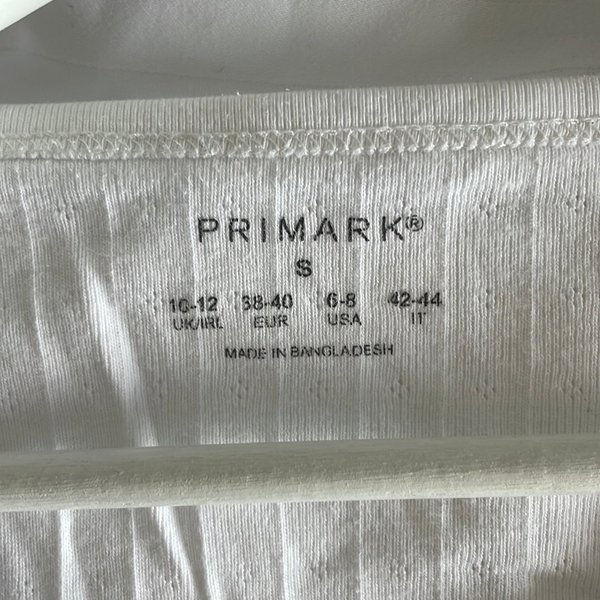 PRIMARK®
S
10-12 38-40 6-8 42-44
UK/IRL EUR USA IT
MADE IN BANGLADESH